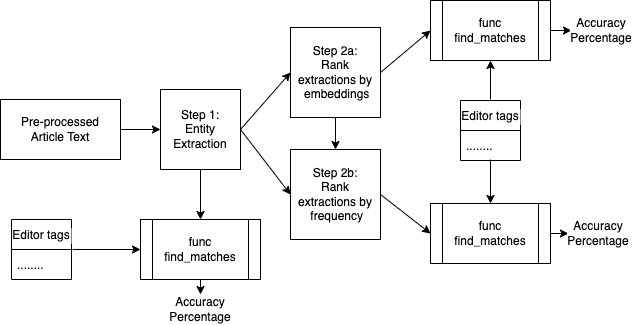 Pre-processed
Article Text
Step 1:
Entity
Extraction
Step 2a:
Rank
extractions by
embeddings
Step 2b:
Rank
extractions by
frequency
func
find_matches
Accuracy
Percentage
Editor tags
........
func
find_matches
Accuracy
Percentage
Editor tags
........
func
find_matches
Accuracy
Percentage